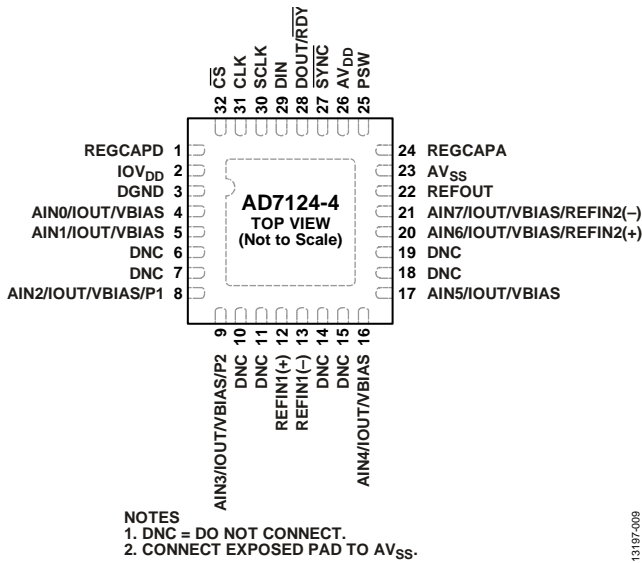 32 C̅S̅
31 CLK
30 SCLK
29 DIN
28 DOUT/R̅D̅Y̅
27 S̅Y̅N̅C̅
26 AVDD
25 PSW
REGCAPD 1
IOVDD 2
DGND 3
AIN0/IOUT/VBIAS 4
AIN1/IOUT/VBIAS 5
DNC 6
DNC 7
AIN2/IOUT/VBIAS/P1 8
AD7124-4
TOP VIEW
(Not to Scale)
24 REGCAPA
23 AVSS
22 REFOUT
21 AIN7/IOUT/VBIAS/REFIN2(–)
20 AIN6/IOUT/VBIAS/REFIN2(+)
19 DNC
18 DNC
17 AIN5/IOUT/VBIAS
AIN3/IOUT/VBIAS/P2 9
DNC 10
DNC 11
REFIN1(+) 12
REFIN1(–) 13
DNC 14
DNC 15
AIN4/IOUT/VBIAS 16
NOTES
1. DNC = DO NOT CONNECT.
2. CONNECT EXPOSED PAD TO AVSS.
13197-009